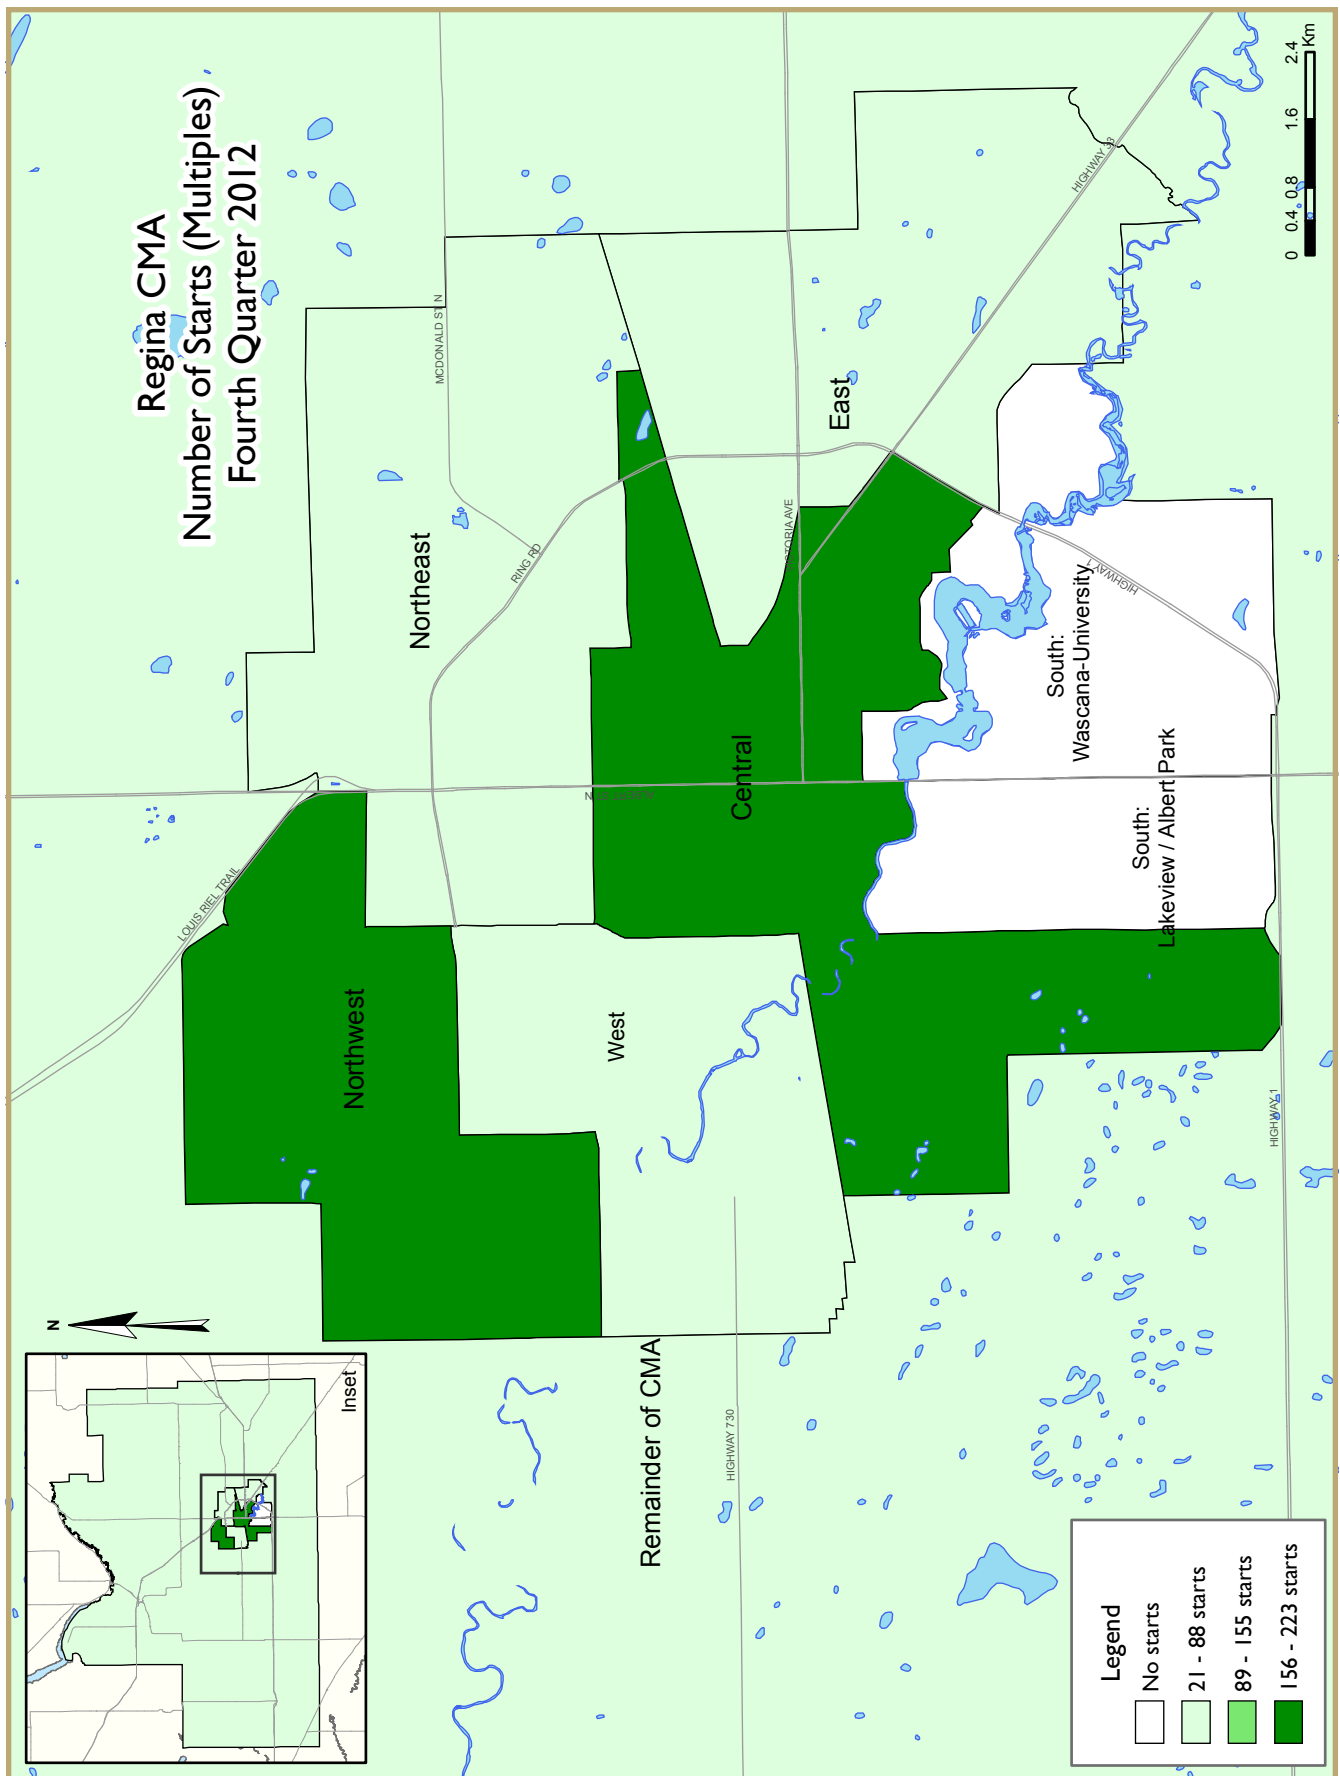 Regina CMA
Number of Starts (Multiples)
Fourth Quarter 2012
N
Inset
LOUIS RIEL TRAIL
MCDONALD ST N
RING RD
Northeast
Northwest
West
Central
East
VICTORIA AVE
HIGHWAY 33
Remainder of CMA
HIGHWAY 730
South:
Wascana-University
South:
Lakeview / Albert Park
HIGHWAY 1
HIGHWAY 1
Legend
No starts
21 - 88 starts
89 - 155 starts
156 - 223 starts
0 0.4 0.8 1.6 2.4
Km